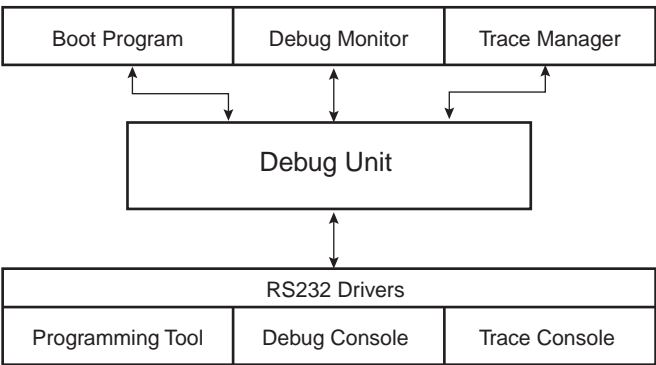 Boot Program
Debug Monitor
Trace Manager
Debug Unit
RS232 Drivers
Programming Tool
Debug Console
Trace Console